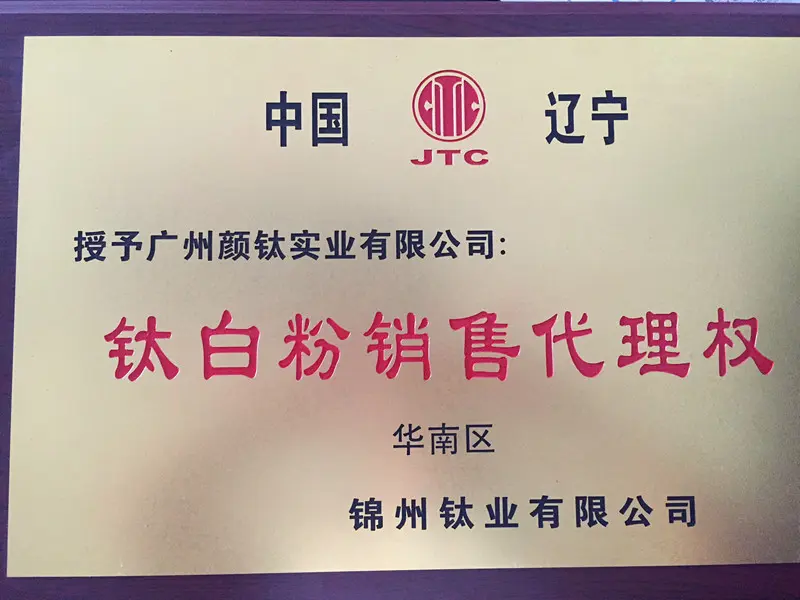 中国 JTC 辽宁
授予广州颜钛实业有限公司:
钛白粉销售代理权
华南区
锦州钛业有限公司